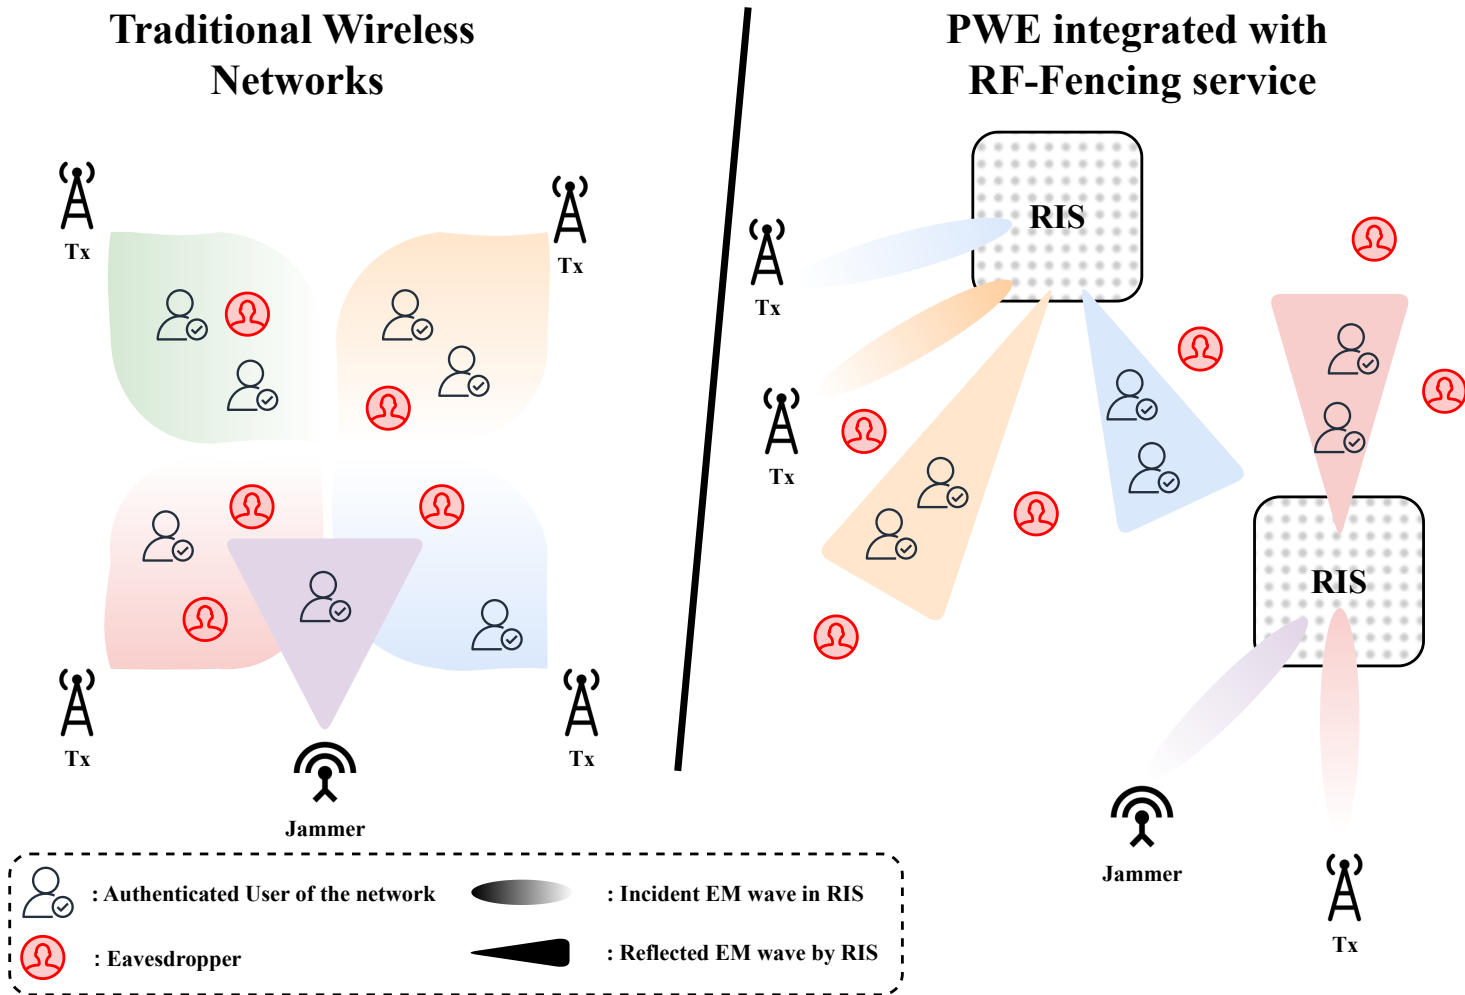 Traditional Wireless
Networks
PWE integrated with
RF-Fencing service
Tx
Tx
Tx
Tx
Jammer
RIS
Tx
Tx
RIS
Jammer
Tx
: Authenticated User of the network
: Incident EM wave in RIS
: Eavesdropper
: Reflected EM wave by RIS